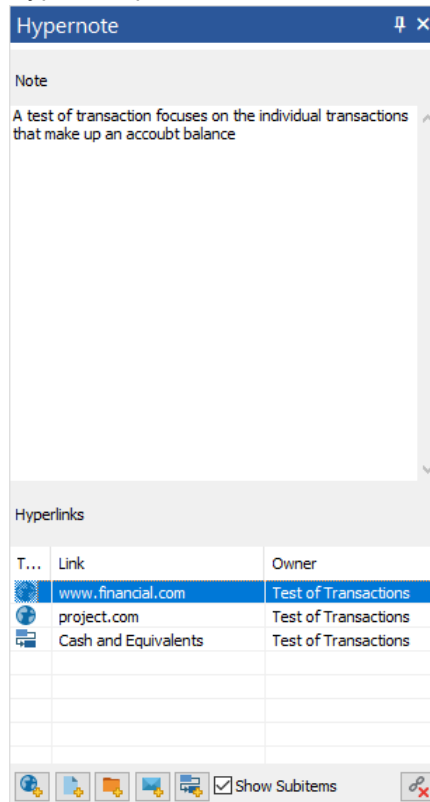 Hypernote
Note
A test of transaction focuses on the individual transactions
that make up an accoubt balance
Hyperlinks
T... Link Owner
www.financial.com Test of Transactions
project.com Test of Transactions
Cash and Equivalents Test of Transactions
Show Subitems